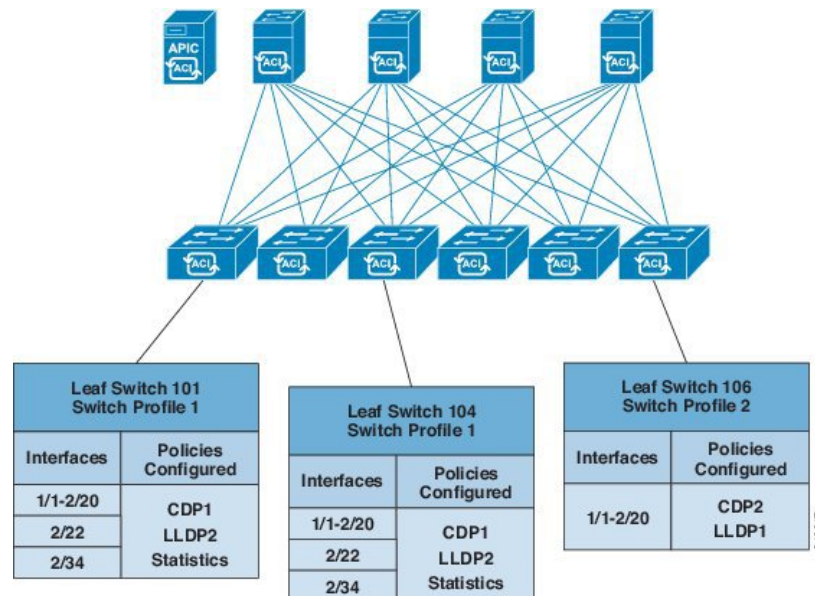 APIC
ACI
ACI
ACI
ACI
ACI
ACI
ACI
ACI
ACI
ACI
ACI
Leaf Switch 101
Switch Profile 1
Interfaces
Policies
Configured
1/1-2/20
2/22
2/34
CDP1
LLDP2
Statistics
Leaf Switch 104
Switch Profile 1
Interfaces
Policies
Configured
1/1-2/20
2/22
2/34
CDP1
LLDP2
Statistics
Leaf Switch 106
Switch Profile 2
Interfaces
Policies
Configured
1/1-2/20
CDP2
LLDP1